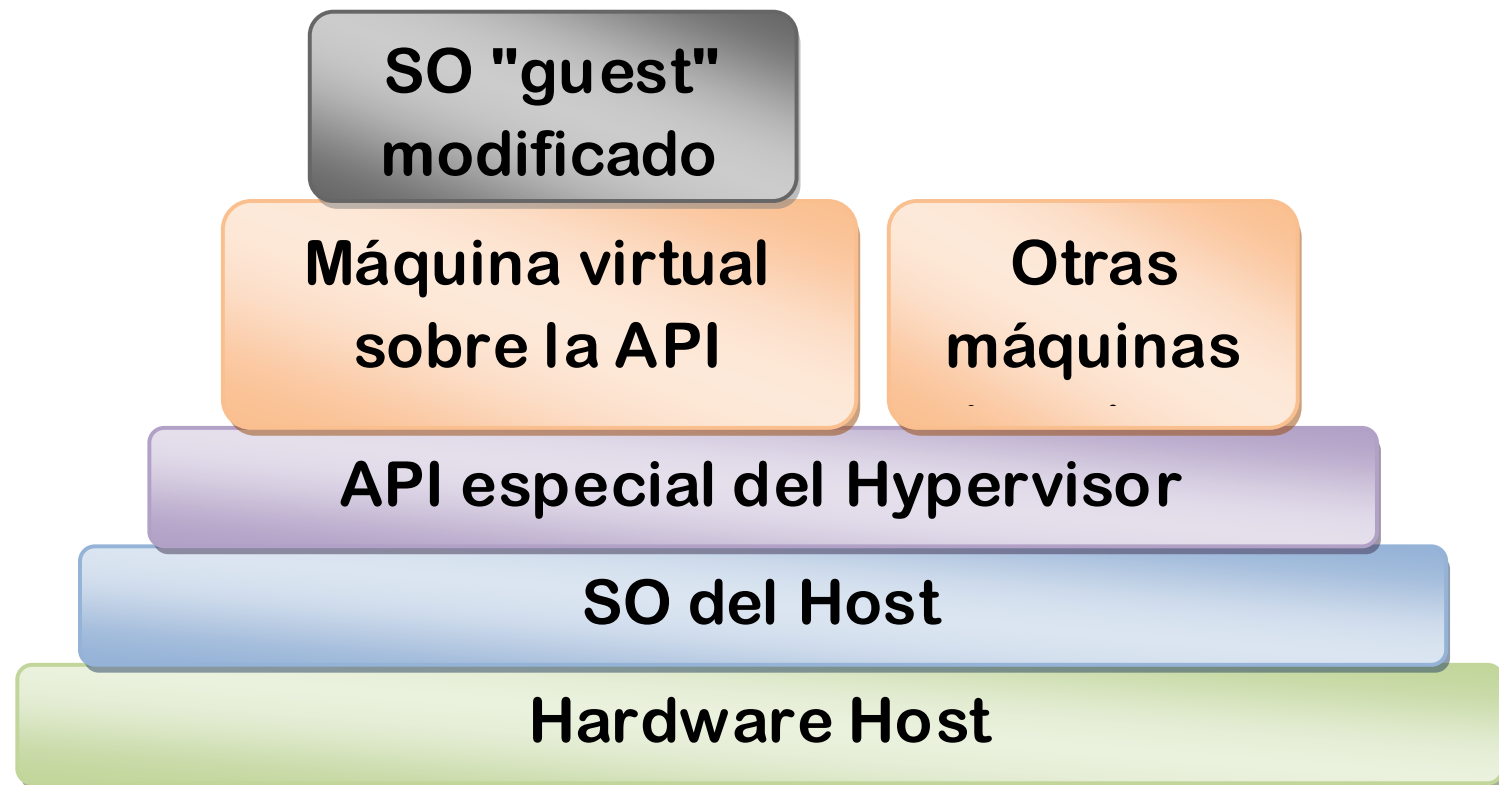 SO "guest"
modificado
Máquina virtual
sobre la API
Otras
máquinas
API especial del Hypervisor
SO del Host
Hardware Host